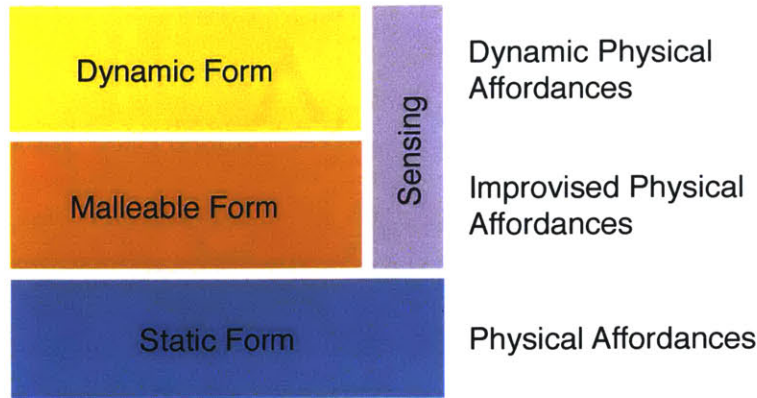 Dynamic Form
Sensing
Dynamic Physical
Affordances
Malleable Form
Improvised Physical
Affordances
Static Form
Physical Affordances